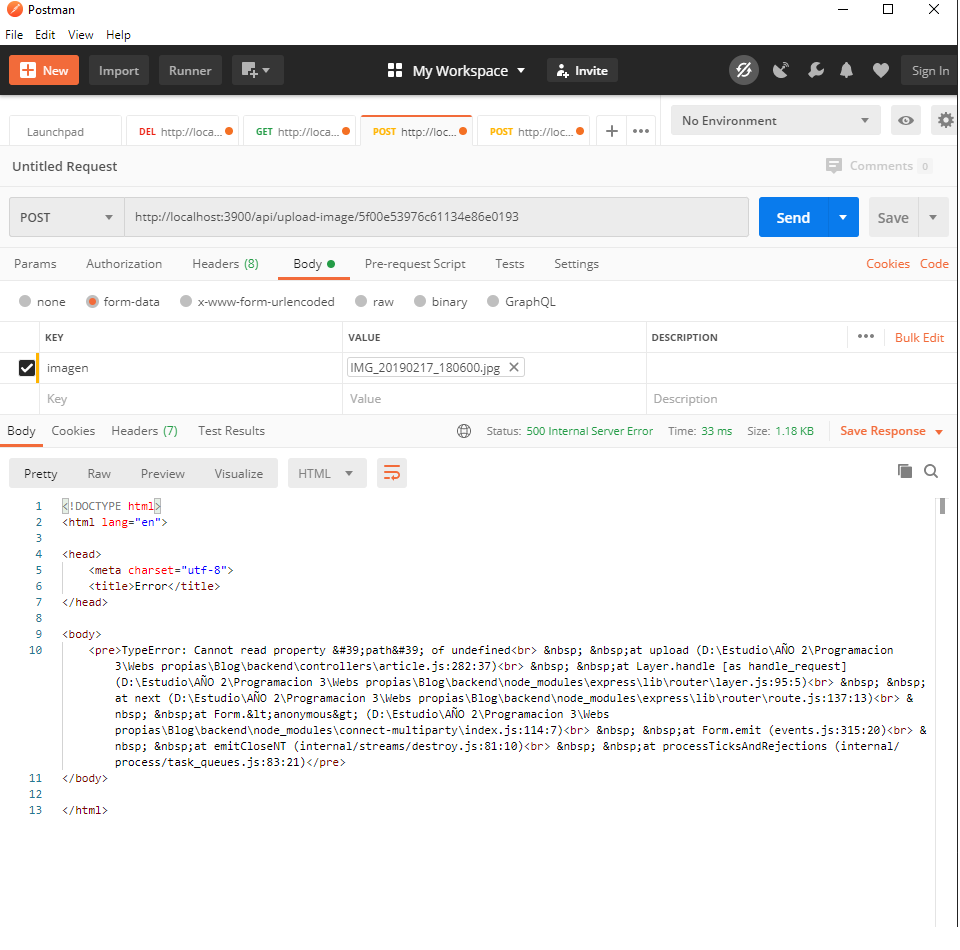 Postman
File Edit View Help
New Import Runner My Workspace Invite Sign In
Launchpad DEL http://loca... GET http://loca... POST http://loc... POST http://loc... No Environment
Untitled Request Comments 0
POST http://localhost:3900/api/upload-image/5f00e53976c61134e86e0193 Send Save
Params Authorization Headers (8) Body Pre-request Script Tests Settings Cookies Code
none form-data x-www-form-urlencoded raw binary GraphQL
KEY VALUE DESCRIPTION ••• Bulk Edit
imagen IMG_20190217_180600.jpg
Key Value Description
Body Cookies Headers (7) Test Results Status: 500 Internal Server Error Time: 33 ms Size: 1.18 KB Save Response
Pretty Raw Preview Visualize HTML
1 <!DOCTYPE html>
2 <html lang="en">
3
4 <head>
5 <meta charset="utf-8">
6 <title>Error</title>
7 </head>
8
9 <body>
10 <pre>TypeError: Cannot read property &#39;path&#39; of undefined<br> &nbsp; &nbsp;at upload (D:\Estudio\AÑO 2\Programacion
3\Webs propias\Blog\backend\controllers\article.js:282:37)<br> &nbsp; &nbsp;at Layer.handle [as handle_request]
(D:\Estudio\AÑO 2\Programacion 3\Webs propias\Blog\backend\node_modules\express\lib\router\layer.js:95:5)<br> &nbsp; &nbsp;
at next (D:\Estudio\AÑO 2\Programacion 3\Webs propias\Blog\backend\node_modules\express\lib\router\route.js:137:13)<br> &
nbsp; &nbsp;at Form.&lt;anonymous&gt; (D:\Estudio\AÑO 2\Programacion 3\Webs
propias\Blog\backend\node_modules\connect-multiparty\index.js:114:7)<br> &nbsp; &nbsp;at Form.emit (events.js:315:20)<br> &
nbsp; &nbsp;at emitCloseNT (internal/streams/destroy.js:81:10)<br> &nbsp; &nbsp;at processTicksAndRejections (internal/
process/task_queues.js:83:21)</pre>
11 </body>
12
13 </html>